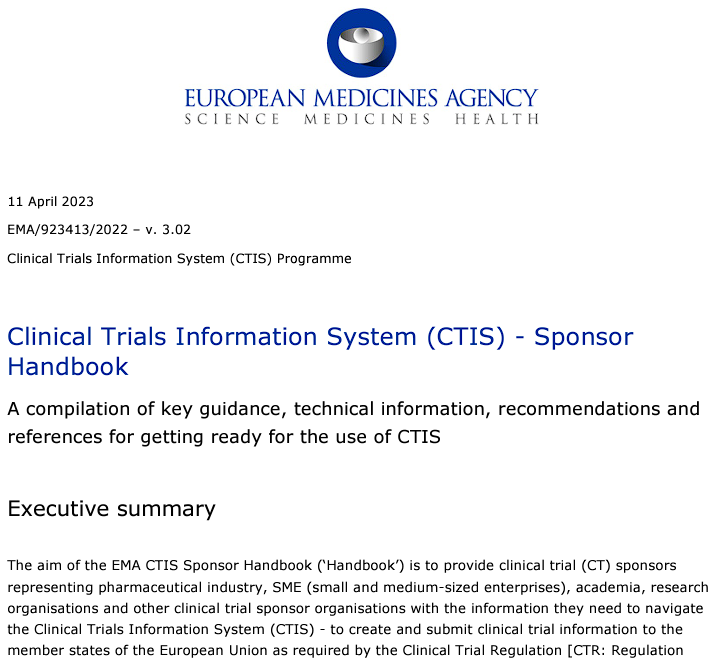 EUROPEAN MEDICINES AGENCY
SCIENCE MEDICINES HEALTH
11 April 2023
EMA/923413/2022 – v. 3.02
Clinical Trials Information System (CTIS) Programme
Clinical Trials Information System (CTIS) - Sponsor
Handbook
A compilation of key guidance, technical information, recommendations and
references for getting ready for the use of CTIS
Executive summary
The aim of the EMA CTIS Sponsor Handbook (‘Handbook’) is to provide clinical trial (CT) sponsors
representing pharmaceutical industry, SME (small and medium-sized enterprises), academia, research
organisations and other clinical trial sponsor organisations with the information they need to navigate
the Clinical Trials Information System (CTIS) - to create and submit clinical trial information to the
member states of the European Union as required by the Clinical Trial Regulation [CTR: Regulation